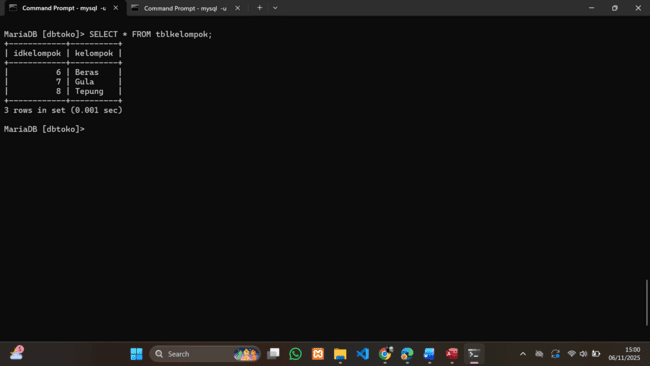 Command Prompt - mysql -u
Command Prompt - mysql -u
MariaDB [dbtoko]> SELECT * FROM tblkelompok;
+------------+----------+
| idkelompok | kelompok |
+------------+----------+
|          6 | Beras    |
|          7 | Gula     |
|          8 | Tepung   |
+------------+----------+
3 rows in set (0.001 sec)
MariaDB [dbtoko]>
Search
15:00
06/11/2025